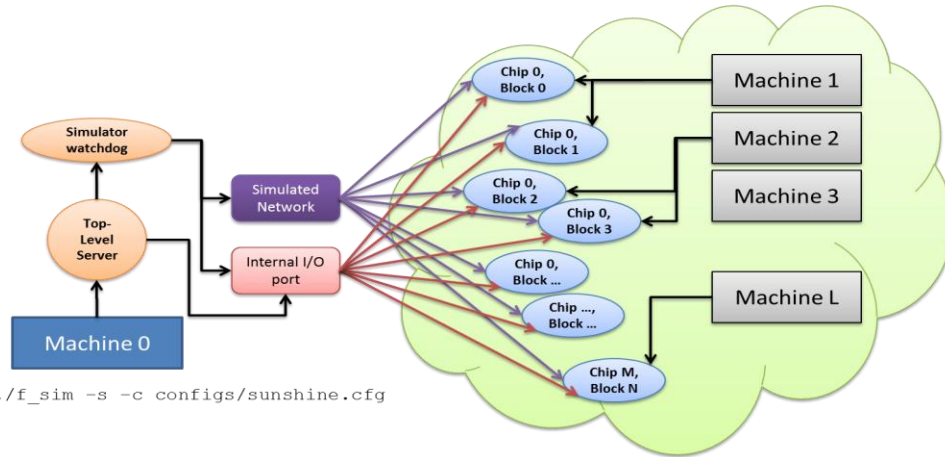 Simulator
watchdog
Top-
Level
Server
Machine 0
Simulated
Network
Internal I/O
port
Chip 0,
Block 0
Chip 0,
Block 1
Chip 0,
Block 2
Chip 0,
Block 3
Chip 0,
Block ...
Chip ...,
Block ...
Chip M,
Block N
Machine 1
Machine 2
Machine 3
Machine L
./f_sim -s -c configs/sunshine.cfg